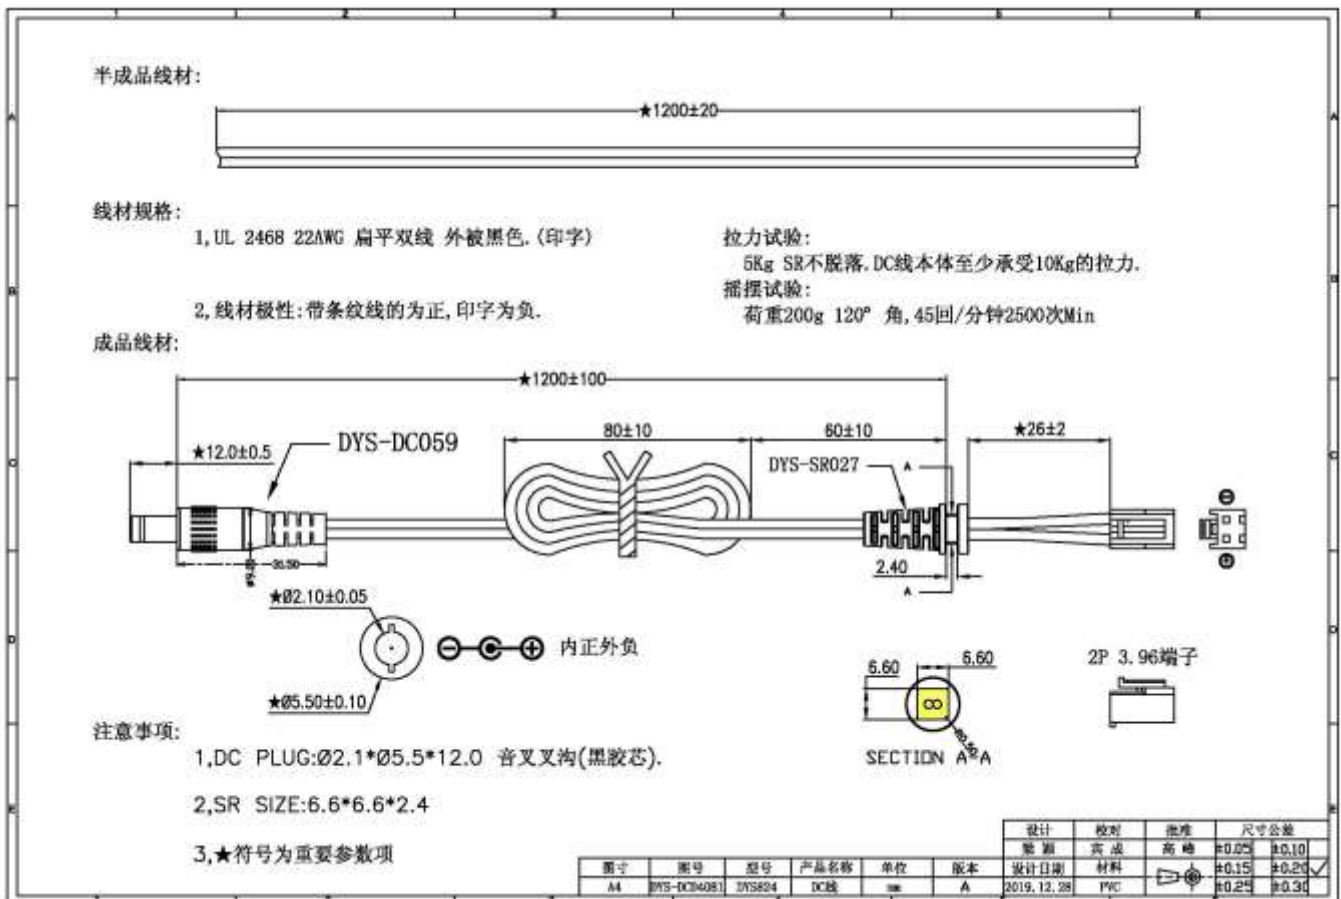 1 2 3 4 5 6
A
B
C
D
E
半成品线材:
★1200±20
线材规格:
1,UL 2468 22AWG 扁平双线 外被黑色.(印字)
2,线材极性:带条纹线的为正,印字为负.
拉力试验:
5Kg SR不脱落.DC线本体至少承受10Kg的拉力.
摇摆试验:
荷重200g 120° 角,45回/分钟2500次Min
成品线材:
★1200±100
★12.0±0.5
DYS-DC059
80±10
60±10
★26±2
DYS-SR027
A
2.40
A
★Ø2.10±0.05
★Ø5.50±0.10
内正外负
6.60
6.60
SECTION A-A
2P 3.96端子
注意事项:
1,DC PLUG:Ø2.1*Ø5.5*12.0 音叉叉沟(黑胶芯).
2,SR SIZE:6.6*6.6*2.4
3,★符号为重要参数项
设计 校对 批准 尺寸公差
±0.05 ±0.10
图号 型号 产品名称 单位 版本 设计日期 材料 ±0.15 ±0.20
A4 DYS824 DC线 mm A 2019.12.28 PVC ±0.25 ±0.30